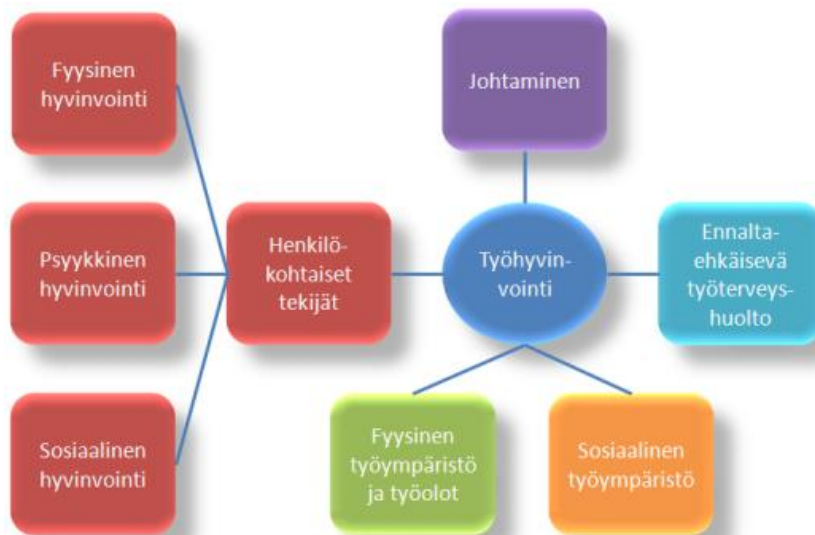 Fyysinen
hyvinvointi
Johtaminen
Psyykkinen
hyvinvointi
Henkilö-
kohtaiset
tekijät
Työhyvin-
vointi
Ennalta-
ehkäisevä
työterveys-
huolto
Sosiaalinen
hyvinvointi
Fyysinen
työympäristö
ja työolot
Sosiaalinen
työympäristö